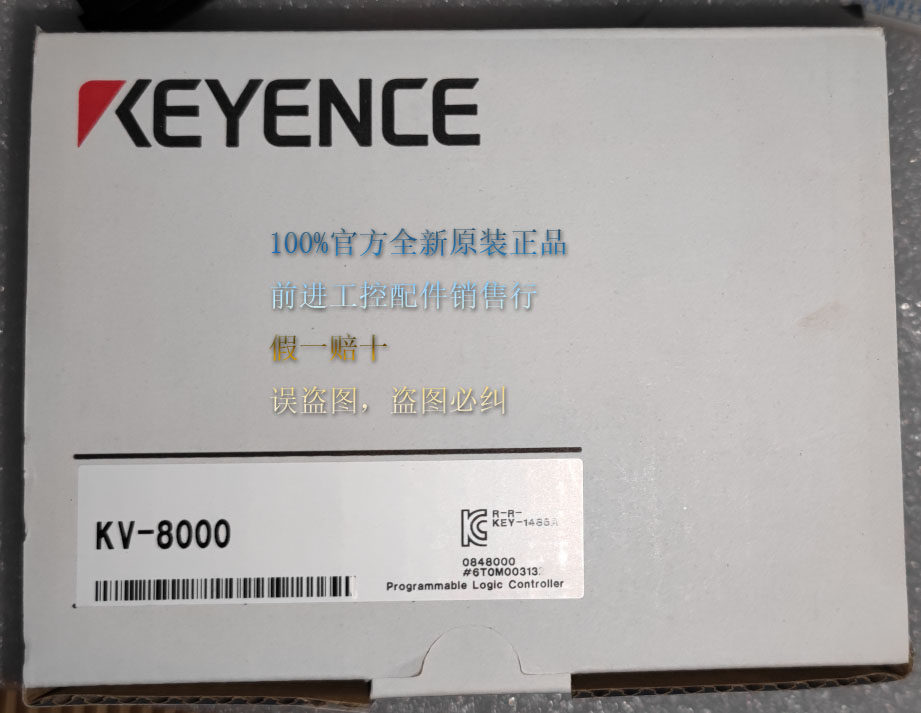 KEYENCE
100%官方全新原装正品
前进工控配件销售行
假一赔十
误盗图，盗图必纠
KV-8000
R-R-
KEY-1485A
0848000
#6T0M00313
Programmable Logic Controller